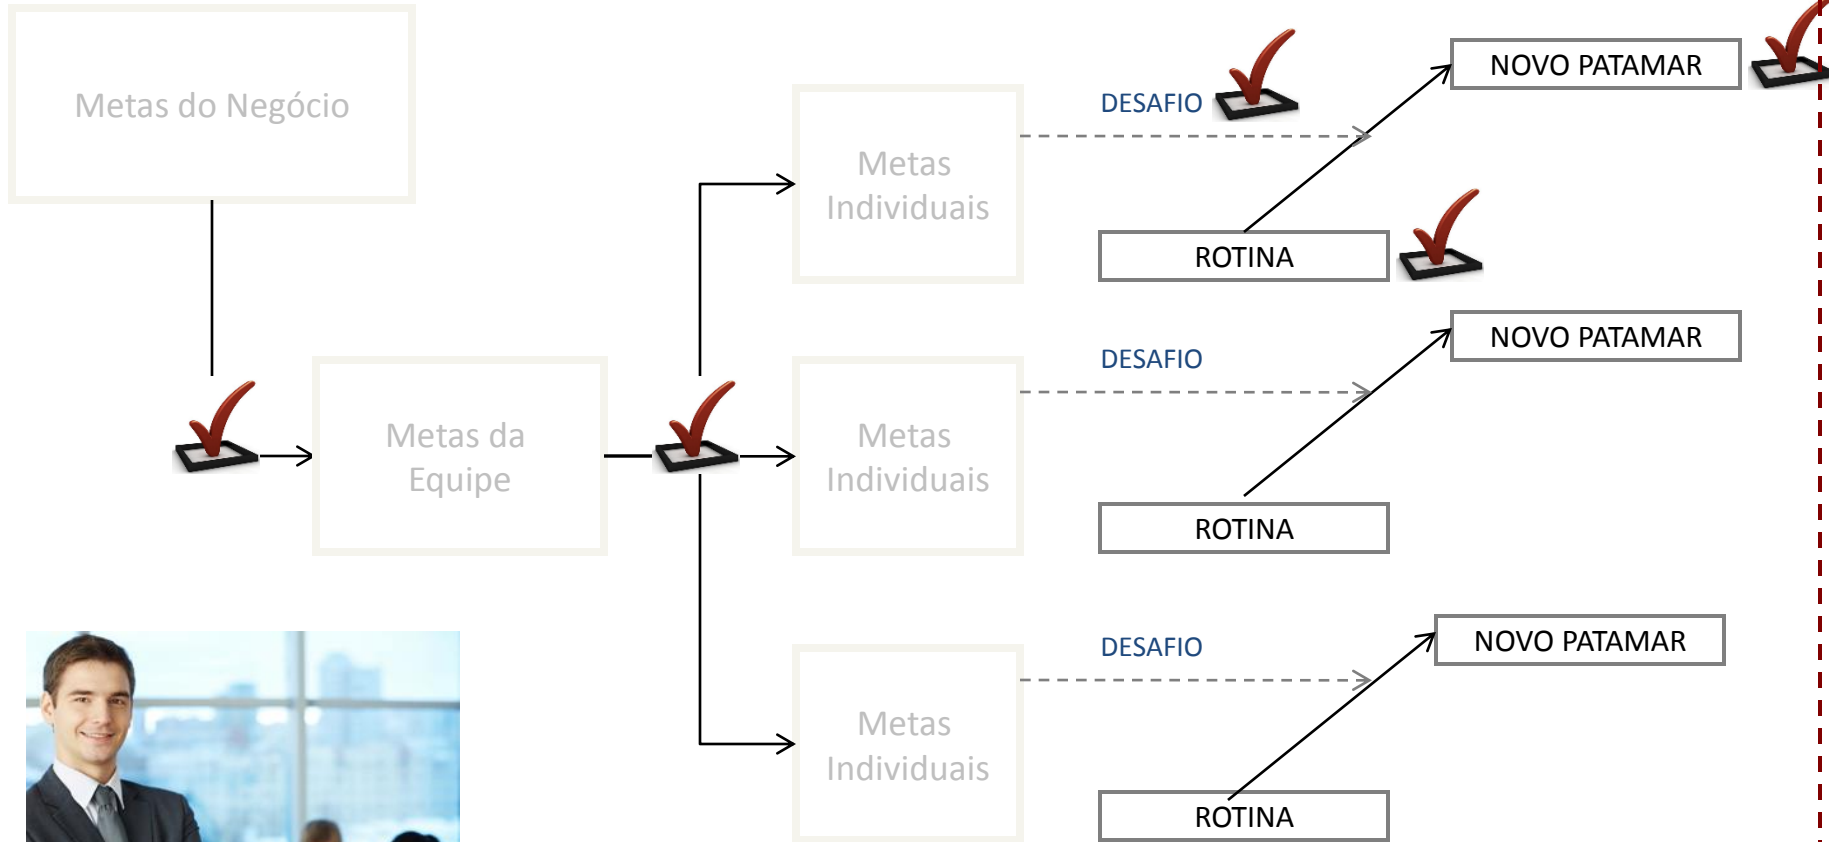 Metas do Negócio
Metas da
Equipe
Metas
Individuais
DESAFIO
NOVO PATAMAR
ROTINA
Metas
Individuais
DESAFIO
NOVO PATAMAR
ROTINA
Metas
Individuais
DESAFIO
NOVO PATAMAR
ROTINA